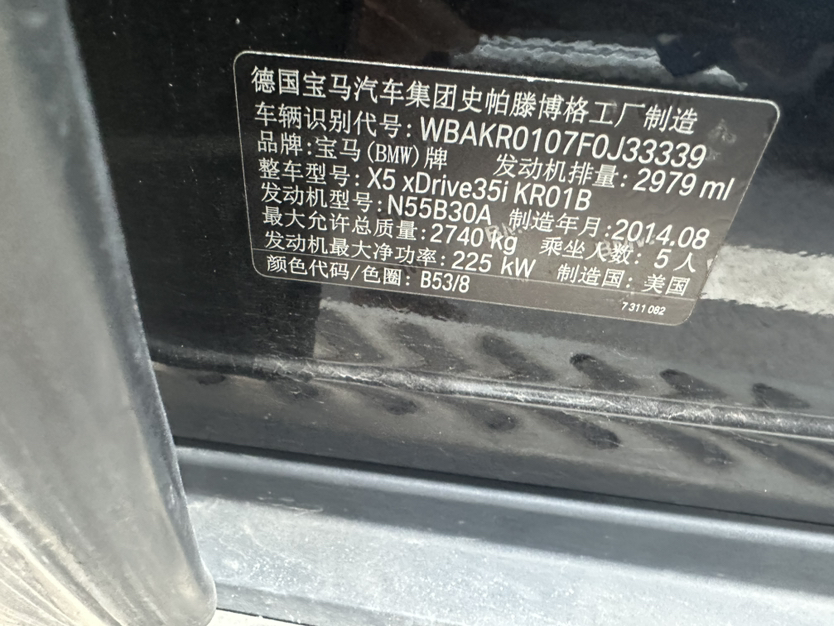 德国宝马汽车集团史帕滕博格工厂制造
车辆识别代号: WBAKR0107F0J33339
品牌: 宝马(BMW)牌 发动机排量: 2979 ml
整车型号: X5 xDrive35i KR01B
发动机型号: N55B30A 制造年月: 2014.08
最大允许总质量: 2740 kg 乘坐人数: 5 人
发动机最大净功率: 225 kW 制造国: 美国
颜色代码/色圈: B53/8
7 311 082